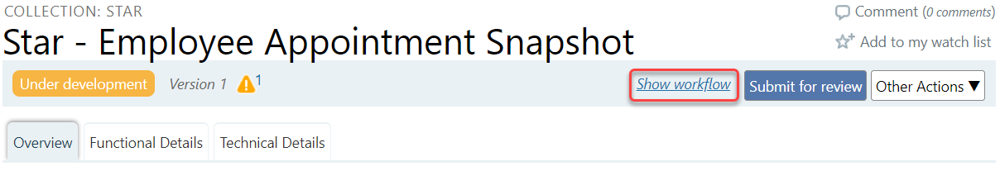 COLLECTION: STAR
Comment (0 comments)
Star - Employee Appointment Snapshot
Add to my watch list
Under development Version 1 1 Show workflow Submit for review Other Actions ▼
Overview Functional Details Technical Details